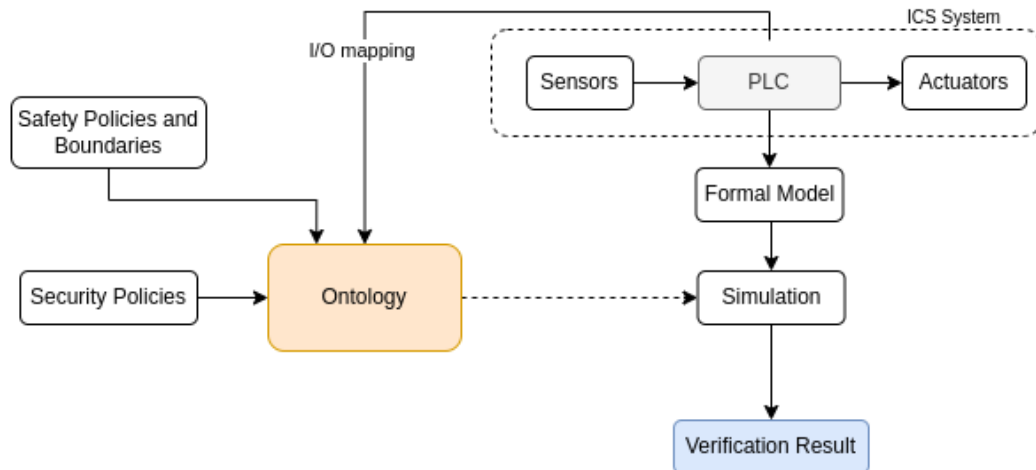 ICS System
I/O mapping
Sensors
PLC
Actuators
Safety Policies and
Boundaries
Formal Model
Security Policies
Ontology
Simulation
Verification Result